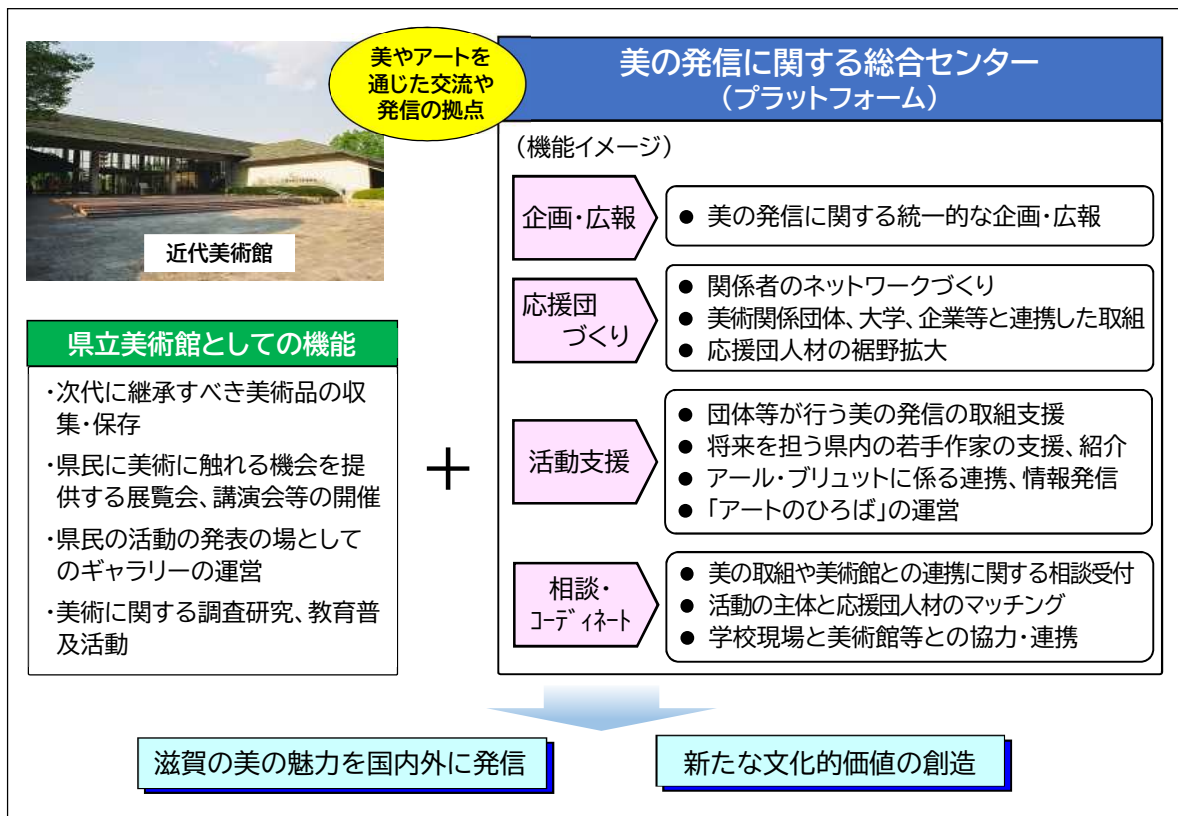 美やアートを
通じた交流や
発信の拠点
近代美術館
県立美術館としての機能
・次代に継承すべき美術品の収
集・保存
・県民に美術に触れる機会を提
供する展覧会、講演会等の開催
・県民の活動の発表の場として
のギャラリーの運営
・美術に関する調査研究、教育普
及活動
＋
美の発信に関する総合センター
（プラットフォーム）
（機能イメージ）
企画・広報
● 美の発信に関する統一的な企画・広報
応援団
づくり
● 関係者のネットワークづくり
● 美術関係団体、大学、企業等と連携した取組
● 応援団人材の裾野拡大
活動支援
● 団体等が行う美の発信の取組支援
● 将来を担う県内の若手作家の支援、紹介
● アール・ブリュットに係る連携、情報発信
● 「アートのひろば」の運営
相談・
ｺｰﾃﾞｨﾈｰﾄ
● 美の取組や美術館との連携に関する相談受付
● 活動の主体と応援団人材のマッチング
● 学校現場と美術館等との協力・連携
滋賀の美の魅力を国内外に発信
新たな文化的価値の創造